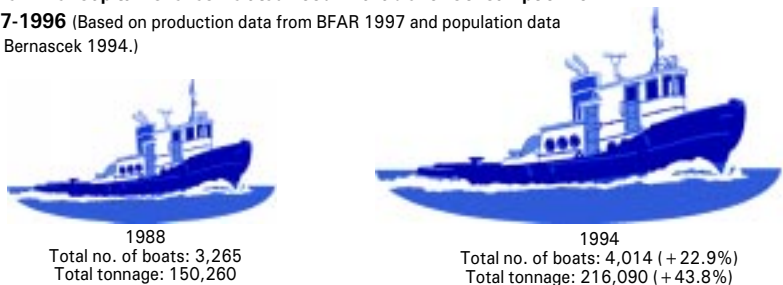 7-1996 (Based on production data from BFAR 1997 and population data
Bernascek 1994.)
1988
Total no. of boats: 3,265
Total tonnage: 150,260
1994
Total no. of boats: 4,014 (+22.9%)
Total tonnage: 216,090 (+43.8%)